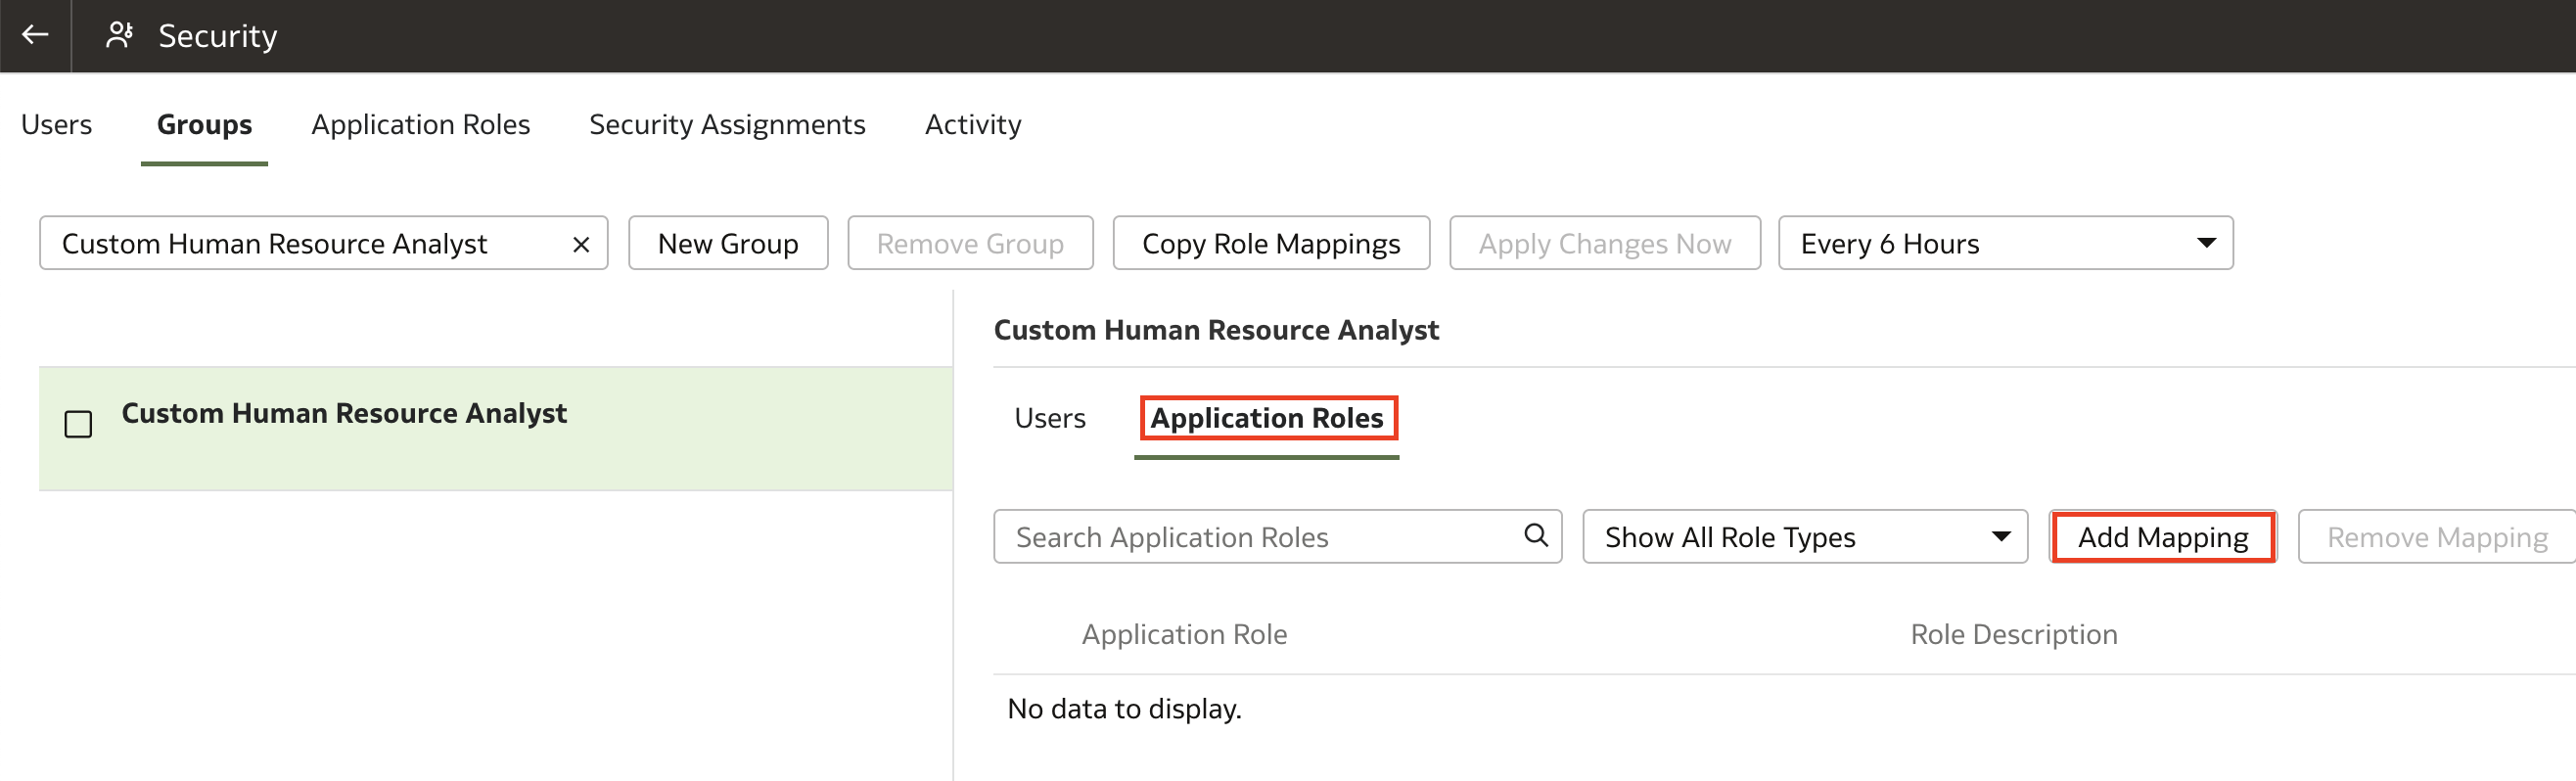 Security
Users Groups Application Roles Security Assignments Activity
Custom Human Resource Analyst New Group Remove Group Copy Role Mappings Apply Changes Now Every 6 Hours
Custom Human Resource Analyst
Custom Human Resource Analyst
Users Application Roles
Search Application Roles Show All Role Types Add Mapping Remove Mapping
Application Role Role Description
No data to display.